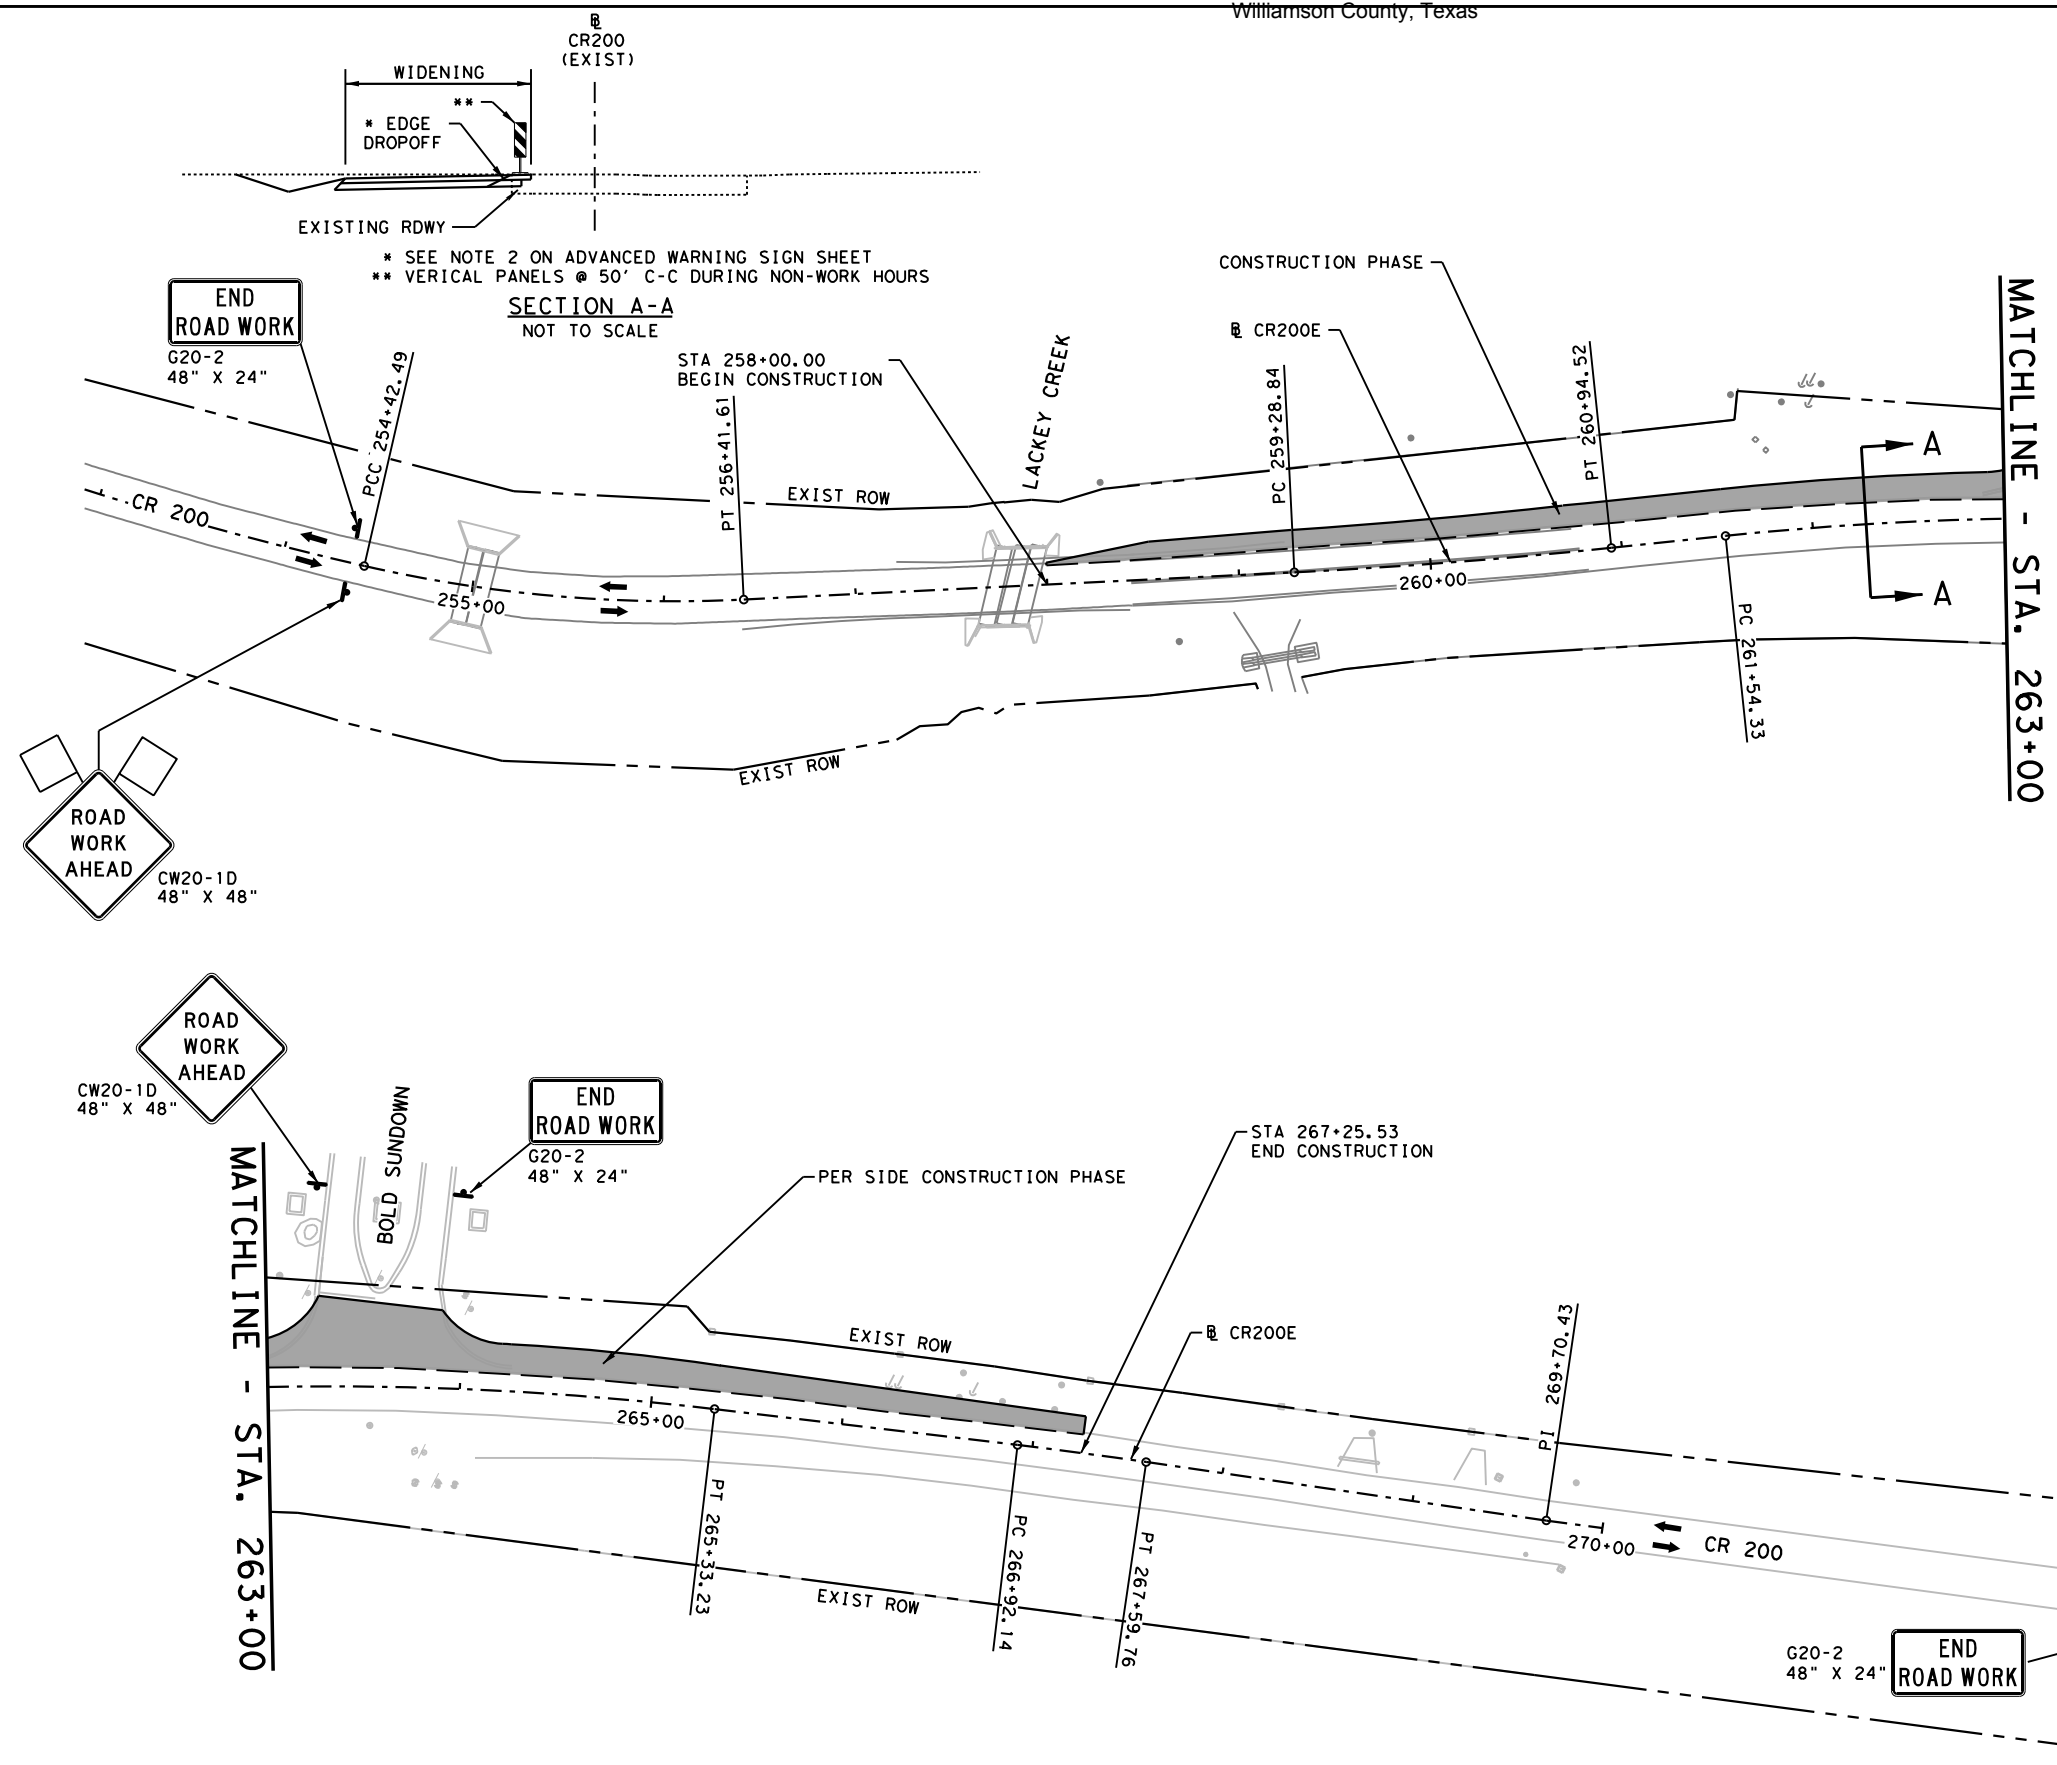 Williamson County, Texas
BL
CR200
(EXIST)
WIDENING
**
* EDGE
DROPOFF
EXISTING RDWY
* SEE NOTE 2 ON ADVANCED WARNING SIGN SHEET
** VERICAL PANELS @ 50' C-C DURING NON-WORK HOURS
SECTION A-A
NOT TO SCALE
END
ROAD WORK
G20-2
48" X 24"
PCC 254+42.49
STA 258+00.00
BEGIN CONSTRUCTION
PT 256+41.61
LACKEY CREEK
CONSTRUCTION PHASE
BL CR200E
PC 259+28.84
PT 260+94.52
MATCHLINE - STA. 263+00
A
A
EXIST ROW
CR 200
255+00
260+00
PC 261+54.33
EXIST ROW
ROAD
WORK
AHEAD
CW20-1D
48" X 48"
ROAD
WORK
AHEAD
CW20-1D
48" X 48"
BOLD SUNDOWN
END
ROAD WORK
G20-2
48" X 24"
MATCHLINE - STA. 263+00
PER SIDE CONSTRUCTION PHASE
STA 267+25.53
END CONSTRUCTION
EXIST ROW
BL CR200E
PI 269+70.43
265+00
PT 265+33.23
PC 266+92.14
PT 267+59.76
270+00
CR 200
EXIST ROW
G20-2
48" X 24"
END
ROAD WORK